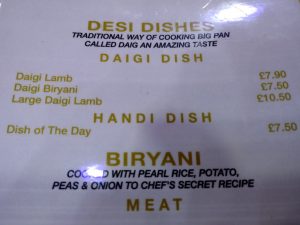 DESI DISHES
TRADITIONAL WAY OF COOKING BIG PAN
CALLED DAIG AN AMAZING TASTE
DAIGI DISH
Daigi Lamb £7.90
Daigi Biryani £7.50
Large Daigi Lamb £10.50
HANDI DISH
Dish of The Day £7.50
BIRYANI
COOKED WITH PEARL RICE, POTATO,
PEAS & ONION TO CHEF'S SECRET RECIPE
MEAT